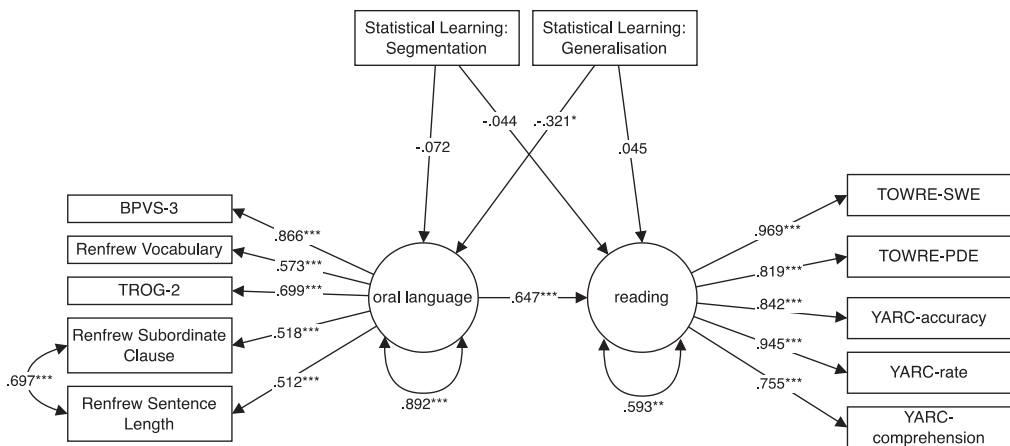 Statistical Learning:
Segmentation
Statistical Learning:
Generalisation
-.044
.-.321*
-.072
.045
BPVS-3
Renfrew Vocabulary
TROG-2
Renfrew Subordinate
Clause
Renfrew Sentence
Length
.697***
.866***
.573***
.699***
.518***
.512***
oral language
.892***
.647***
reading
.593**
.969***
.819***
.842***
.945***
.755***
TOWRE-SWE
TOWRE-PDE
YARC-accuracy
YARC-rate
YARC-
comprehension